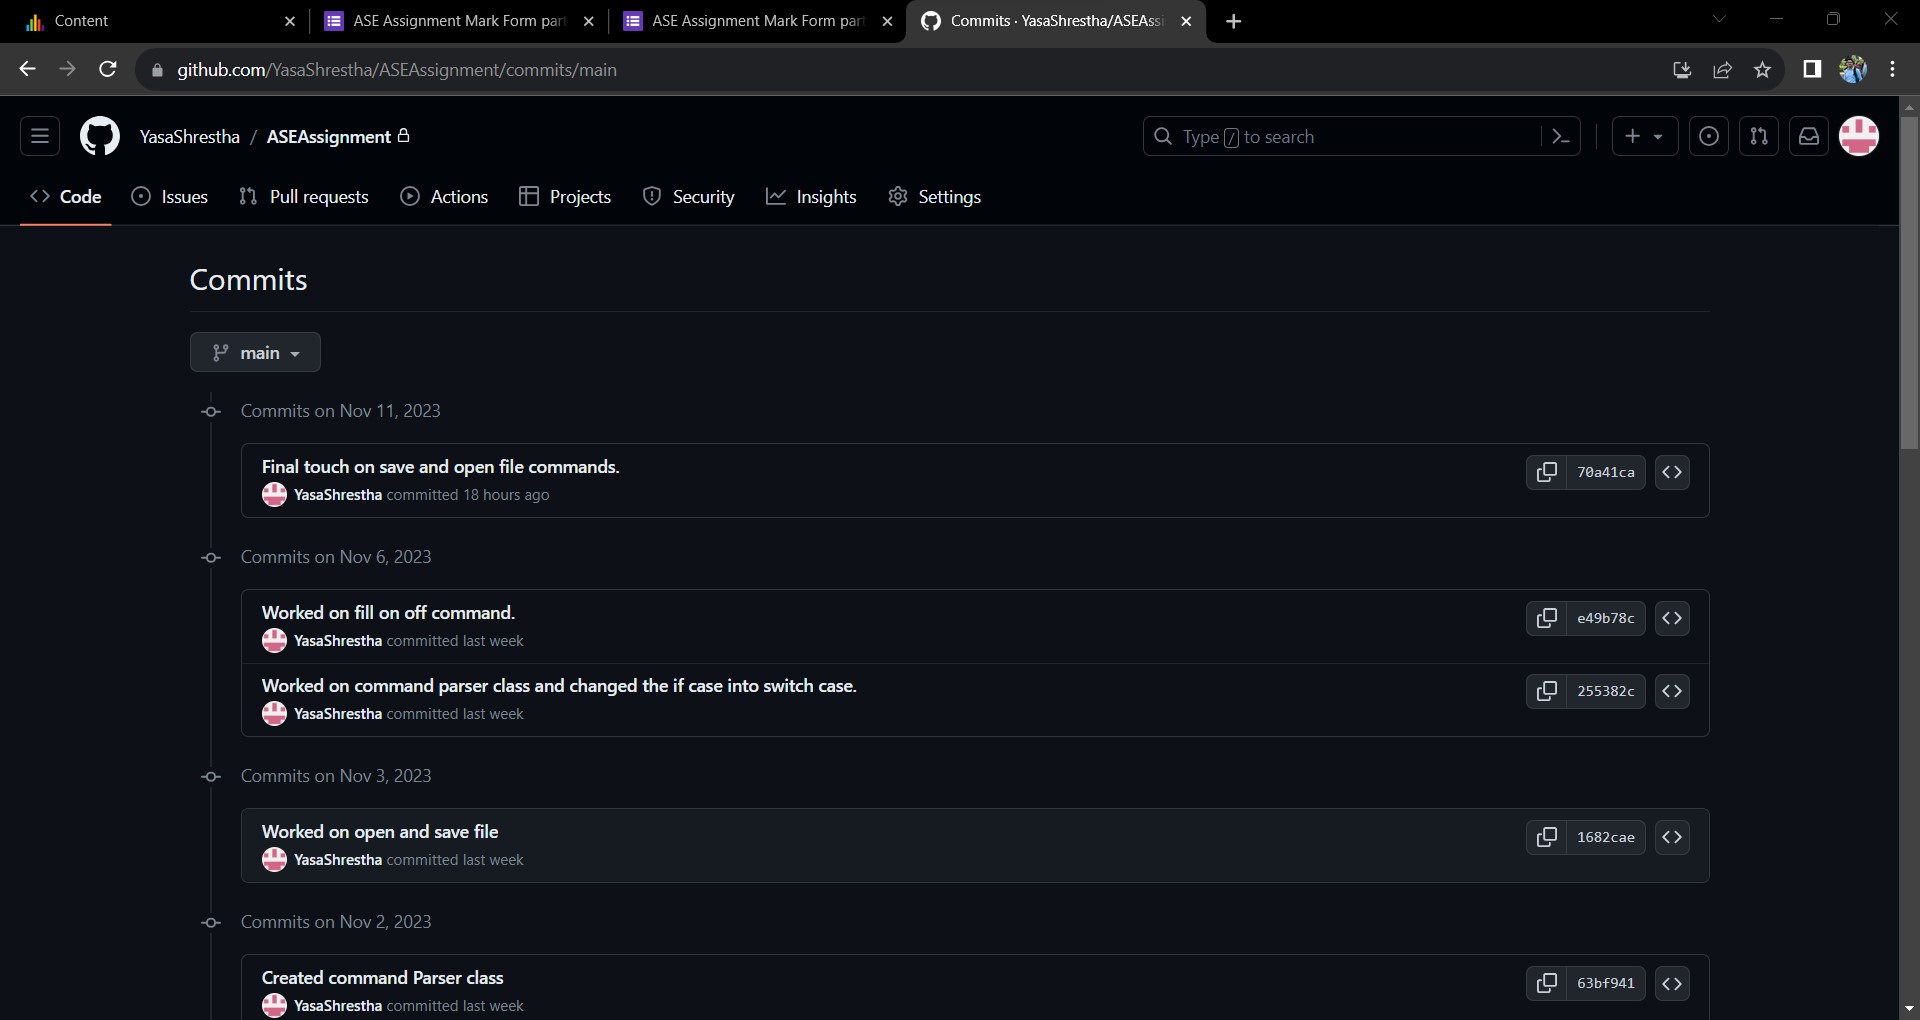 Content
ASE Assignment Mark Form part
ASE Assignment Mark Form part
Commits · YasaShrestha/ASEAssi
github.com/YasaShrestha/ASEAssignment/commits/main
YasaShrestha / ASEAssignment
Type / to search
Code
Issues
Pull requests
Actions
Projects
Security
Insights
Settings
Commits
main
Commits on Nov 11, 2023
Final touch on save and open file commands.
70a41ca
YasaShrestha committed 18 hours ago
Commits on Nov 6, 2023
Worked on fill on off command.
e49b78c
YasaShrestha committed last week
Worked on command parser class and changed the if case into switch case.
255382c
YasaShrestha committed last week
Commits on Nov 3, 2023
Worked on open and save file
1682cae
YasaShrestha committed last week
Commits on Nov 2, 2023
Created command Parser class
63bf941
YasaShrestha committed last week